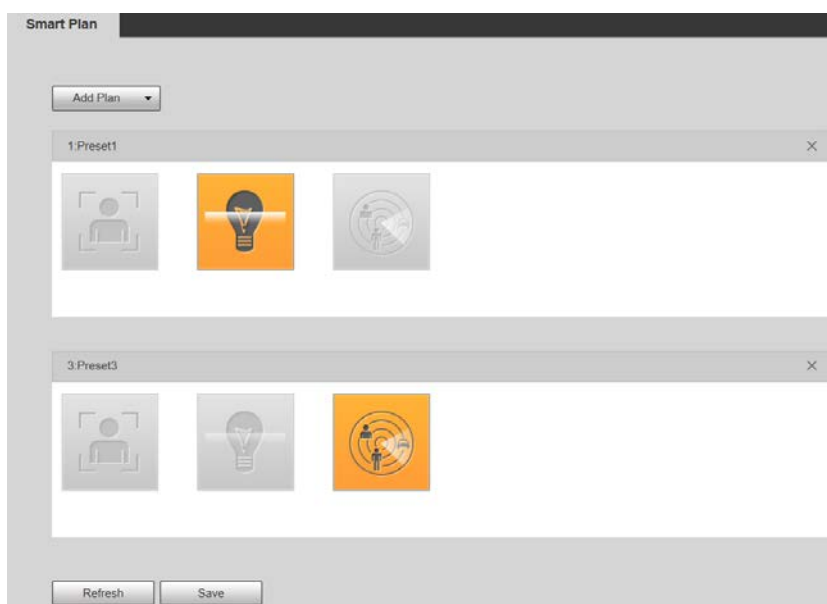 Smart Plan
Add Plan
1:Preset1
3:Preset3
Refresh Save